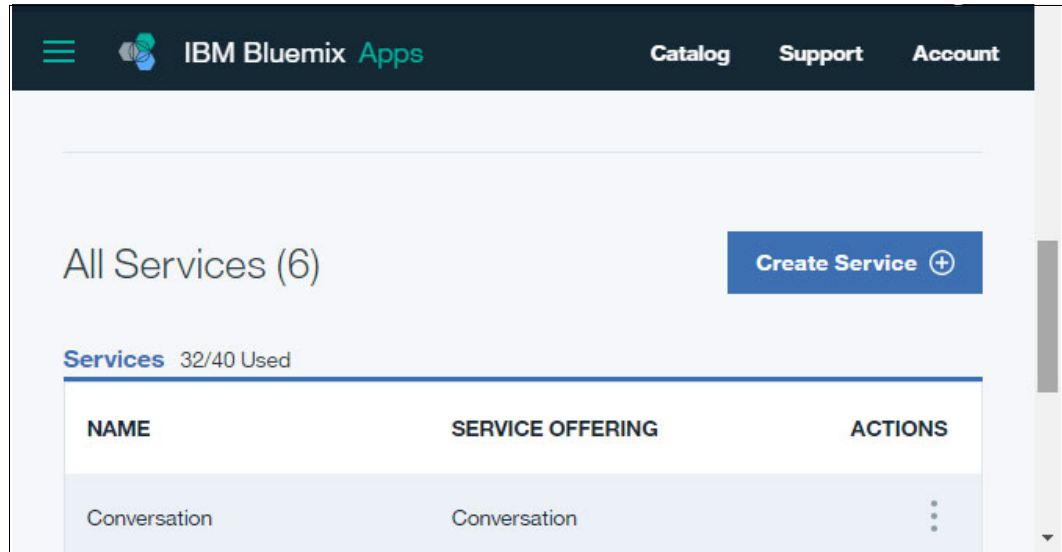 IBM Bluemix Apps Catalog Support Account
All Services (6) Create Service
Services 32/40 Used
NAME SERVICE OFFERING ACTIONS
Conversation Conversation